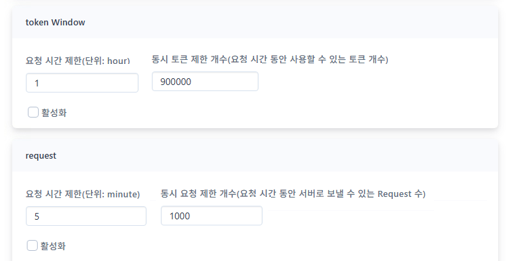 token Window
요청 시간 제한(단위: hour) 동시 토큰 제한 개수(요청 시간 동안 사용할 수 있는 토큰 개수)
1 900000
활성화
request
요청 시간 제한(단위: minute) 동시 요청 제한 개수(요청 시간 동안 서버로 보낼 수 있는 Request 수)
5 1000
활성화